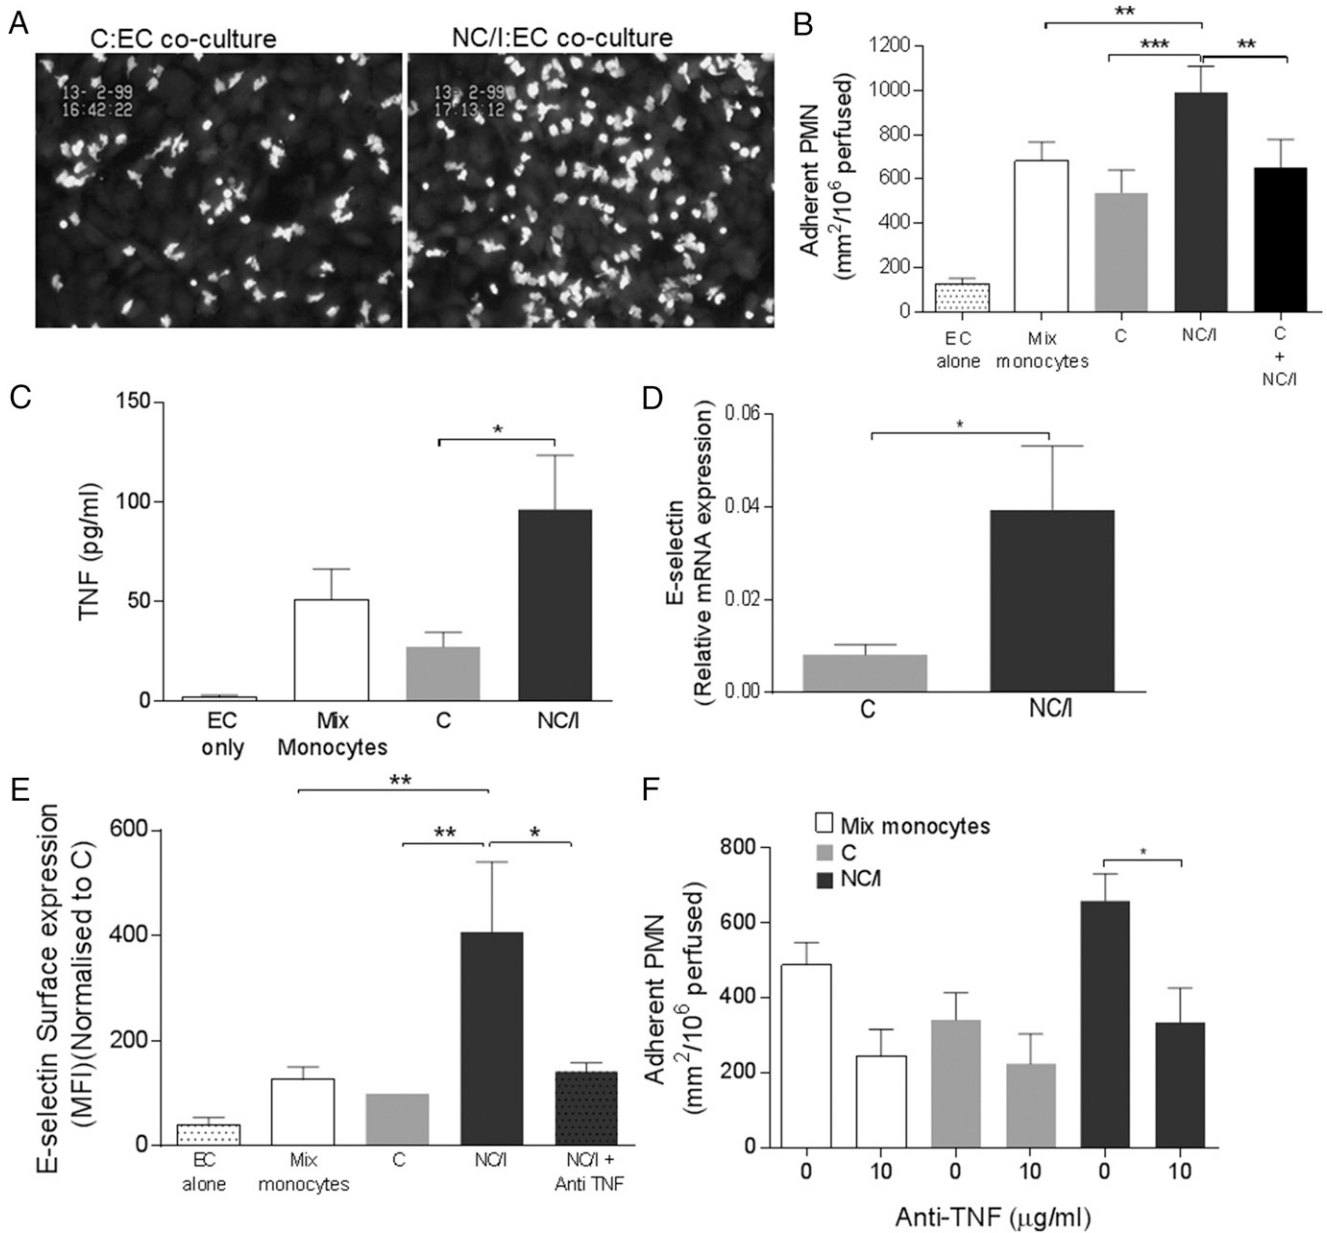 A
C:EC co-culture
NC/I:EC co-culture
13- 2-99
16:42:22
13- 2-99
17:13:12
B
**
***
**
Adherent PMN
(mm2/106 perfused)
1200
1000
800
600
400
200
0
EC
alone
Mix
monocytes
C
NC/I
C
+
NC/I
C
TNF (pg/ml)
150
100
50
0
*
EC
only
Mix
Monocytes
C
NC/I
D
E-selectin
(Relative mRNA expression)
0.06
0.04
0.02
0.00
*
C
NC/I
E
E-selectin Surface expression
(MFI)(Normalised to C)
600
400
200
0
**
**
*
EC
alone
Mix
monocytes
C
NC/I
NC/I +
Anti TNF
F
Mix monocytes
C
NC/I
Adherent PMN
(mm2/106 perfused)
800
600
400
200
0
*
0
10
0
10
0
10
Anti-TNF (μg/ml)